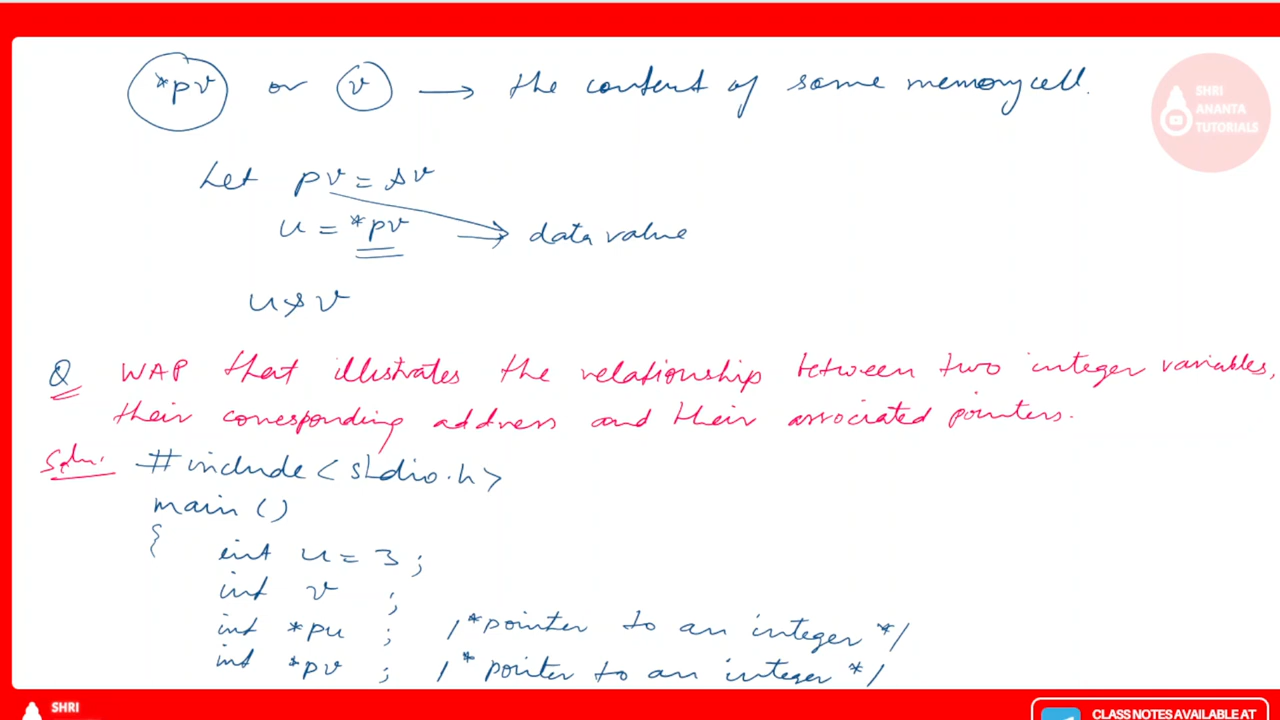 *pv or v → the content of some memory cell.
SHRI
ANANTA
TUTORIALS
Let pv = &v
u = *pv → data value
u & v
Q WAP that illustrates the relationship between two integer variables,
their corresponding address and their associated pointers.
Soln. #include <stdio.h>
main ()
{ int u = 3 ;
int v ;
int *pu ; /* pointer to an integer */
int *pv ; /* pointer to an integer */
SHRI
CLASS NOTES AVAILABLE AT